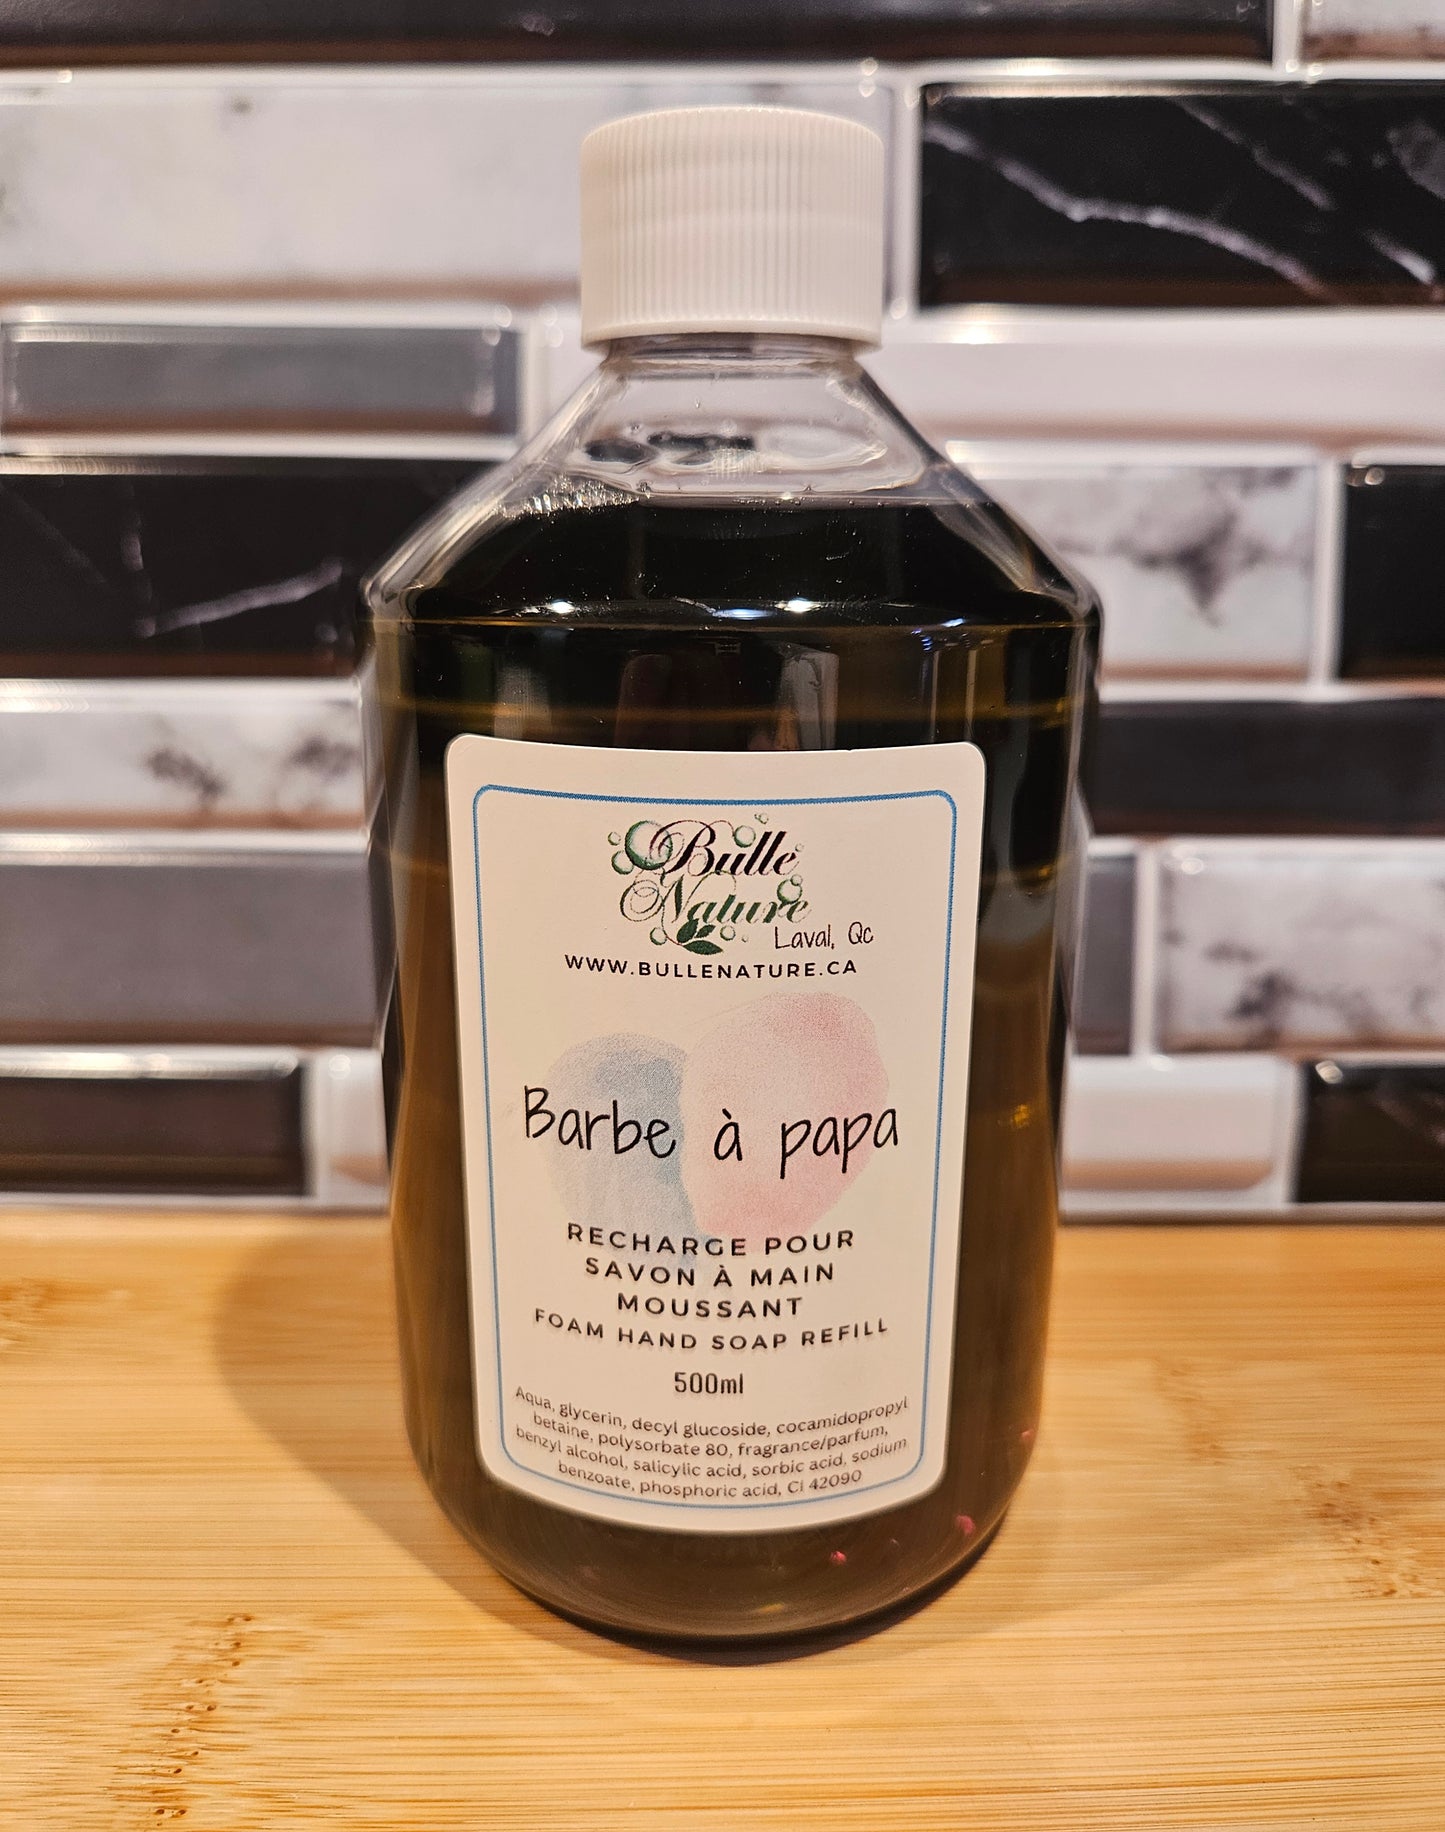 Bulle
Nature
Laval, Qc
WWW.BULLENATURE.CA
Barbe à papa
RECHARGE POUR
SAVON À MAIN
MOUSSANT
FOAM HAND SOAP REFILL
500ml
Aqua, glycerin, decyl glucoside, cocamidopropyl
betaine, polysorbate 80, fragrance/parfum,
benzyl alcohol, salicylic acid, sorbic acid, sodium
benzoate, phosphoric acid, CI 42090